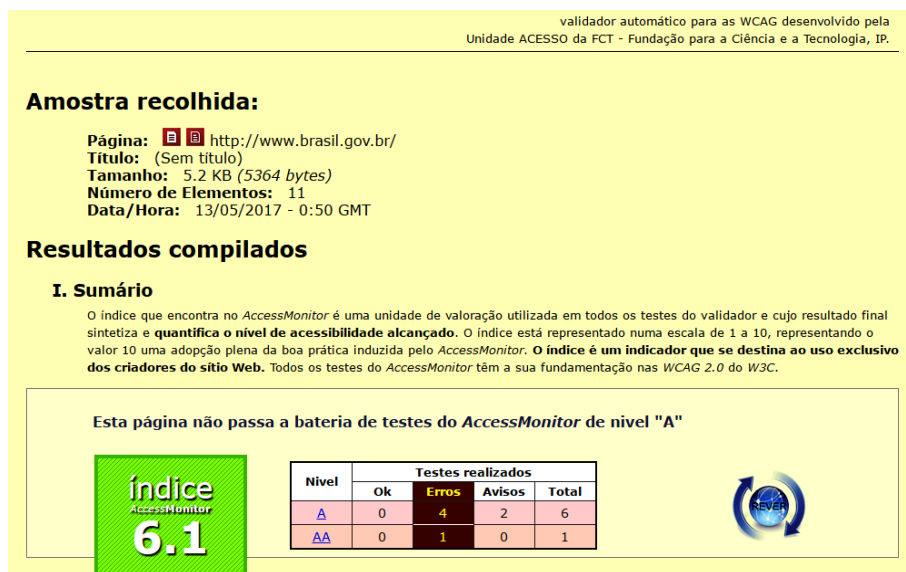 validador automático para as WCAG desenvolvido pela
Unidade ACESSO da FCT - Fundação para a Ciência e a Tecnologia, IP.
Amostra recolhida:
Página: http://www.brasil.gov.br/
Título: (Sem título)
Tamanho: 5.2 KB (5364 bytes)
Número de Elementos: 11
Data/Hora: 13/05/2017 - 0:50 GMT
Resultados compilados
I. Sumário
O índice que encontra no AccessMonitor é uma unidade de valoração utilizada em todos os testes do validador e cujo resultado final
sintetiza e quantifica o nível de acessibilidade alcançado. O índice está representado numa escala de 1 a 10, representando o
valor 10 uma adopção plena da boa prática induzida pelo AccessMonitor. O índice é um indicador que se destina ao uso exclusivo
dos criadores do sítio Web. Todos os testes do AccessMonitor têm a sua fundamentação nas WCAG 2.0 do W3C.
Esta página não passa a bateria de testes do AccessMonitor de nivel "A"
índice
AccessMonitor
6.1
Nivel Testes realizados
Ok Erros Avisos Total
A 0 4 2 6
AA 0 1 0 1
REVER